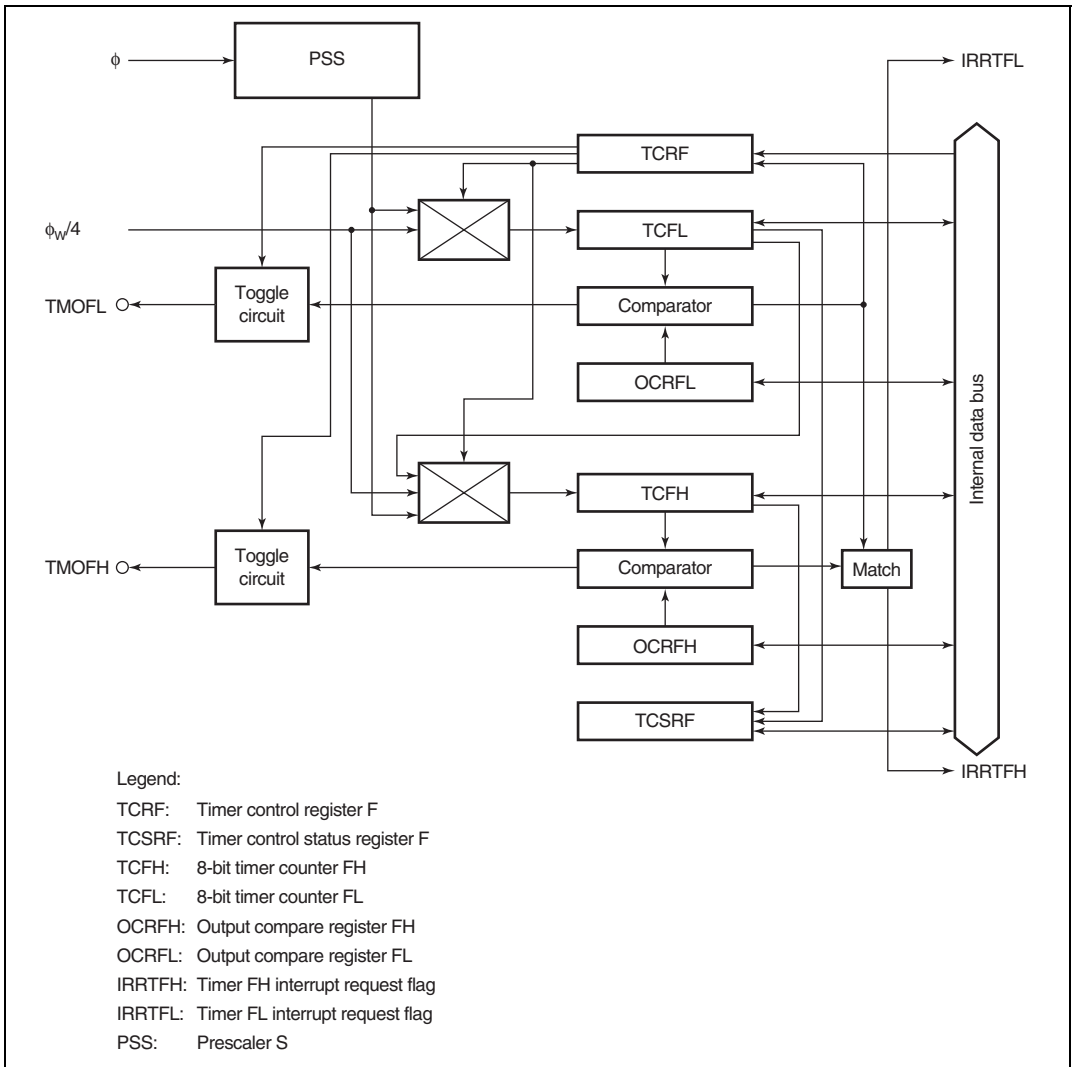 ϕ
PSS
IRRTFL
TCRF
ϕW/4
TCFL
TMOFL
Toggle
circuit
Comparator
OCRFL
Internal data bus
TCFH
TMOFH
Toggle
circuit
Comparator
Match
OCRFH
TCSRF
IRRTFH
Legend:
TCRF: Timer control register F
TCSRF: Timer control status register F
TCFH: 8-bit timer counter FH
TCFL: 8-bit timer counter FL
OCRFH: Output compare register FH
OCRFL: Output compare register FL
IRRTFH: Timer FH interrupt request flag
IRRTFL: Timer FL interrupt request flag
PSS: Prescaler S